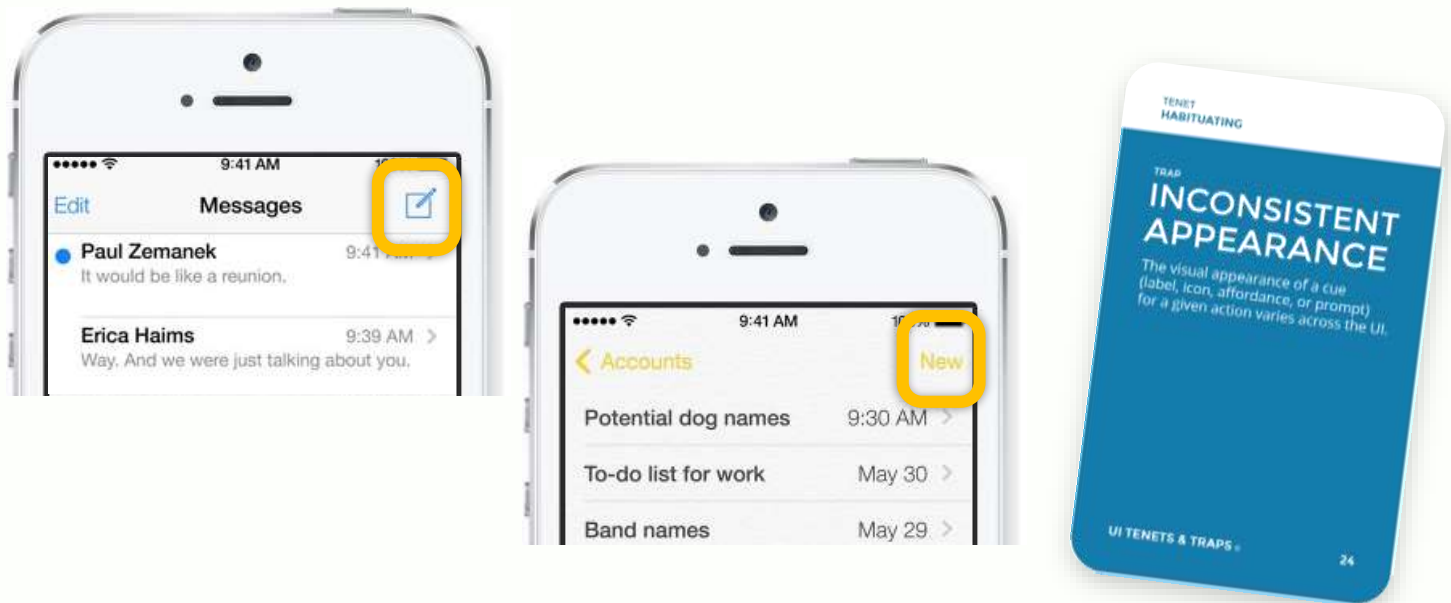 9:41 AM
Edit Messages
Paul Zemanek 9:41
It would be like a reunion.
Erica Haims 9:39 AM >
Way. And we were just talking about you.
9:41 AM
< Accounts New
Potential dog names 9:30 AM >
To-do list for work May 30 >
Band names May 29 >
TENET
HABITUATING
TRAP
INCONSISTENT
APPEARANCE
The visual appearance of a cue
(label, icon, affordance, or prompt)
for a given action varies across the UI.
UI TENETS & TRAPS 24